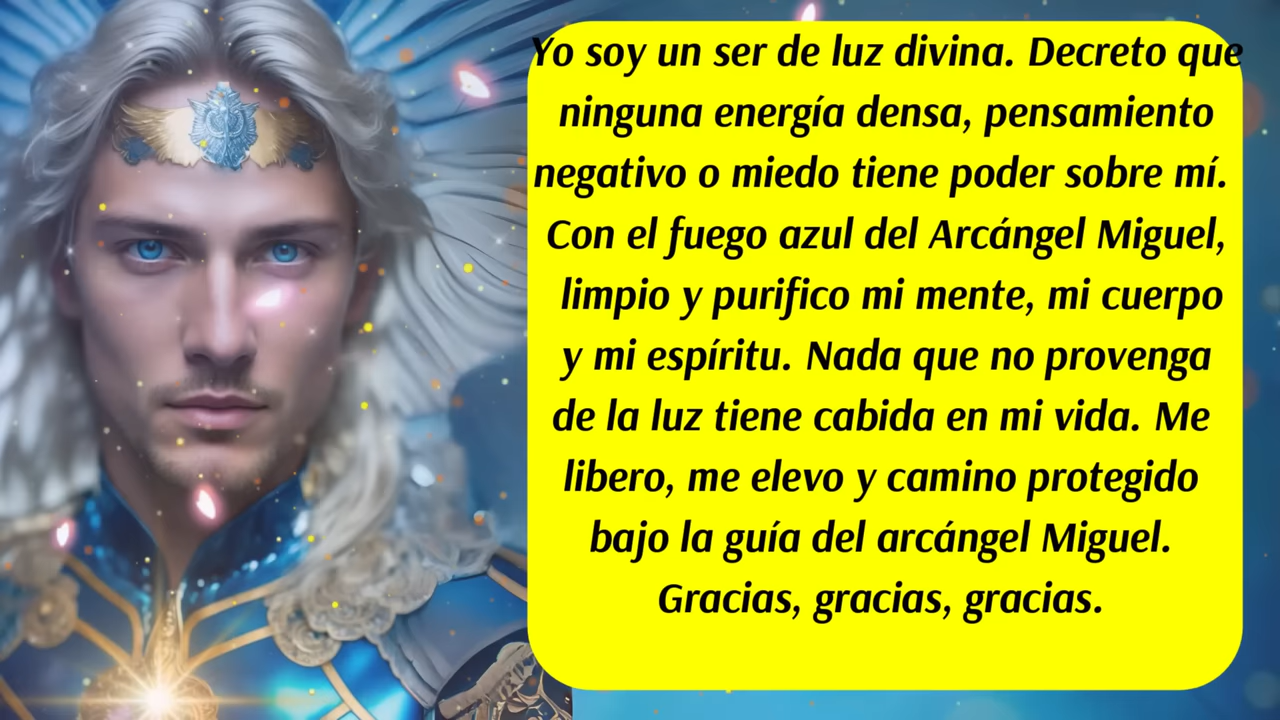 Yo soy un ser de luz divina. Decreto que
ninguna energía densa, pensamiento
negativo o miedo tiene poder sobre mí.
Con el fuego azul del Arcángel Miguel,
limpio y purifico mi mente, mi cuerpo
y mi espíritu. Nada que no provenga
de la luz tiene cabida en mi vida. Me
libero, me elevo y camino protegido
bajo la guía del arcángel Miguel.
Gracias, gracias, gracias.